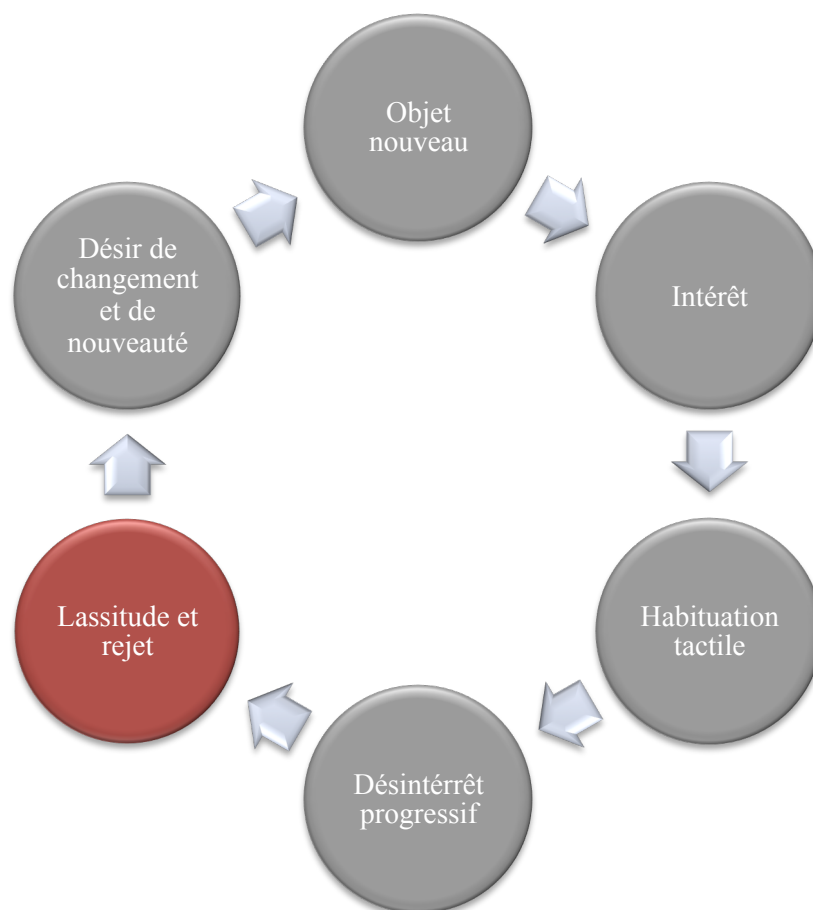 Objet
nouveau
Intérêt
Habituation
tactile
Désintérrêt
progressif
Lassitude et
rejet
Désir de
changement
et de
nouveauté